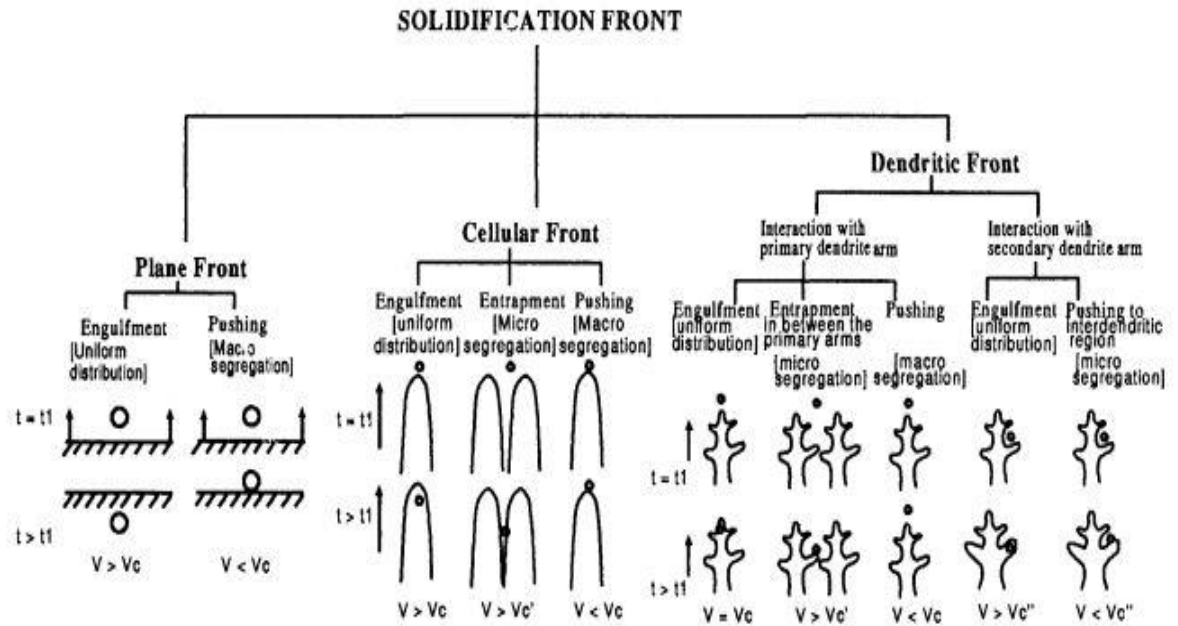 SOLIDIFICATION FRONT
Dendritic Front
Interaction with
primary dendrite arm
Interaction with
secondary dendrite arm
Cellular Front
Plane Front
Engulfment
[Uniform
distribution]
Pushing
[Macro
segregation]
Engulfment
[uniform
distribution]
Entrapment
[Micro
segregation]
Pushing
[Macro
segregation]
Engulfment
[uniform
distribution]
Entrapment
in between the
primary arms
[micro
segregation]
Pushing
[macro
segregation]
Engulfment
[uniform
distribution]
Pushing to
interdendritic
region
[micro
segregation]
t = t1
t > t1
V > Vc
V < Vc
t = t1
t > t1
V > Vc
V > Vc'
V < Vc
t = t1
t > t1
V = Vc
V > Vc'
V < Vc
V > Vc"
V < Vc"